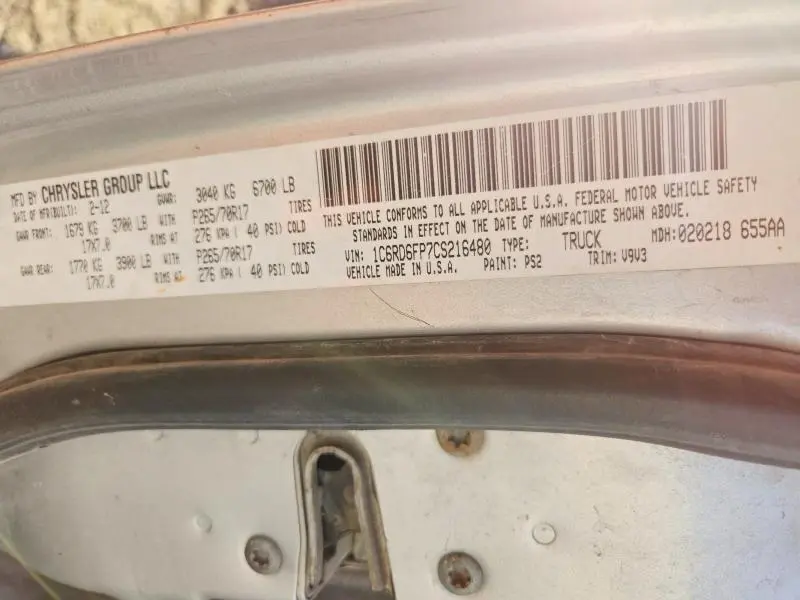 MFD BY CHRYSLER GROUP LLC
DATE OF MFR(BUILT): 2-12 GVWR: 3040 KG 6700 LB
GAWR FRONT: 1679 KG 3700 LB WITH P265/70R17 TIRES
17X7.0 RIMS AT 276 KPA ( 40 PSI) COLD
GAWR REAR: 1770 KG 3900 LB WITH P265/70R17 TIRES
17X7.0 RIMS AT 276 KPA ( 40 PSI) COLD
THIS VEHICLE CONFORMS TO ALL APPLICABLE U.S.A. FEDERAL MOTOR VEHICLE SAFETY
STANDARDS IN EFFECT ON THE DATE OF MANUFACTURE SHOWN ABOVE.
VIN: 1C6RD6FP7CS216480 TYPE: TRUCK MDH:020218 655AA
VEHICLE MADE IN U.S.A. PAINT: PS2 TRIM: V9V3